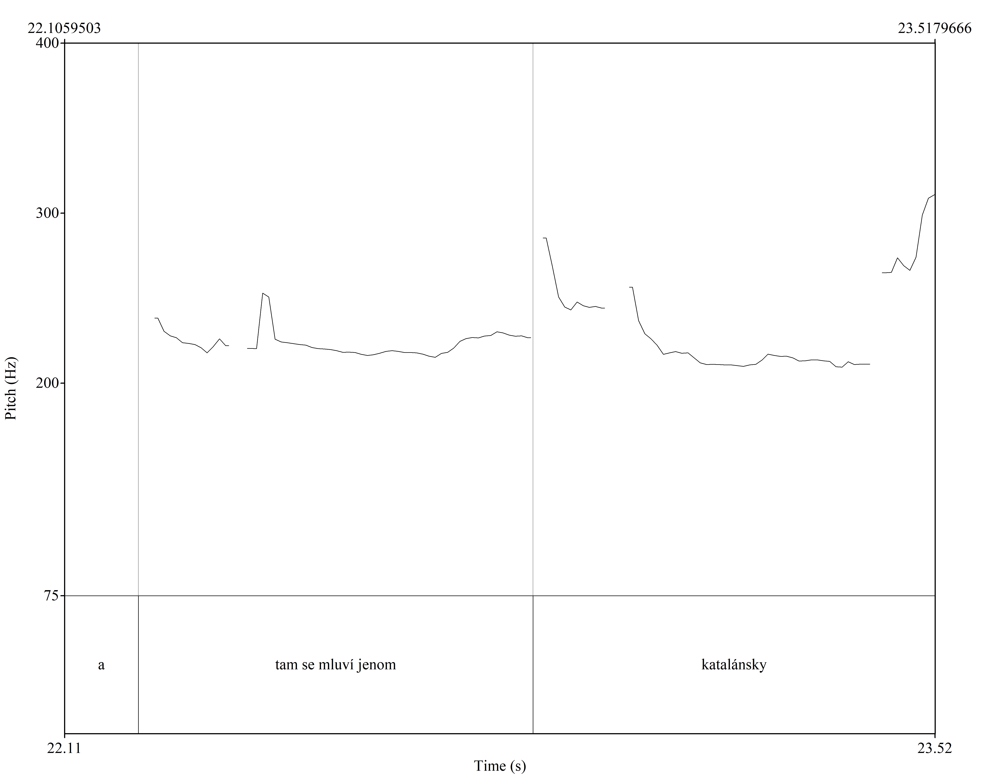 22.1059503 23.5179666
400
300
200
75
Pitch (Hz)
a tam se mluví jenom katalánsky
22.11 23.52
Time (s)